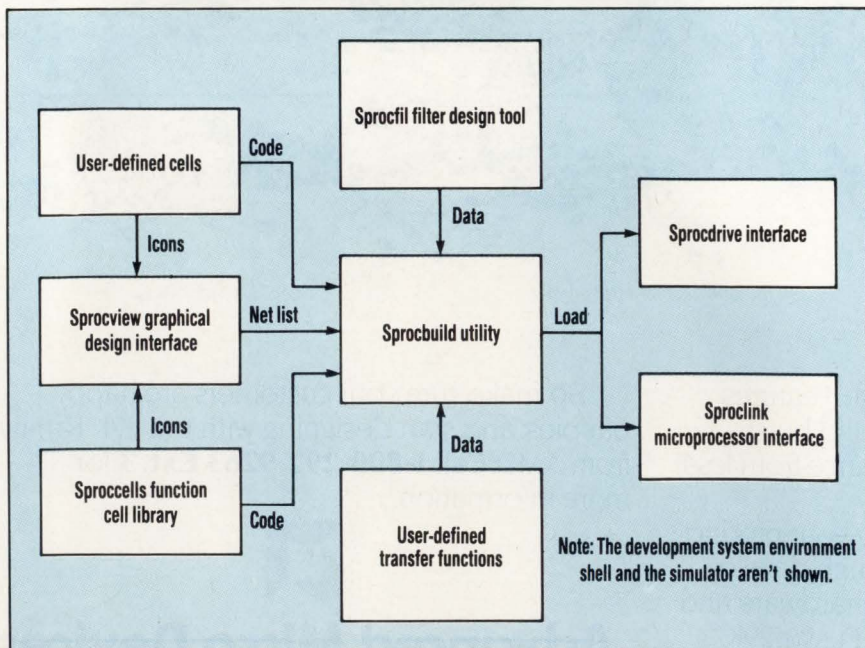 User-defined cells
Code
Icons
Sprocview graphical
design interface
Net list
Icons
Sproccells function
cell library
Code
Sprocfil filter design tool
Data
Sprocbuild utility
Load
Data
User-defined
transfer functions
Sprocdrive interface
Sproclink
microprocessor interface
Note: The development system environment
shell and the simulator aren't shown.